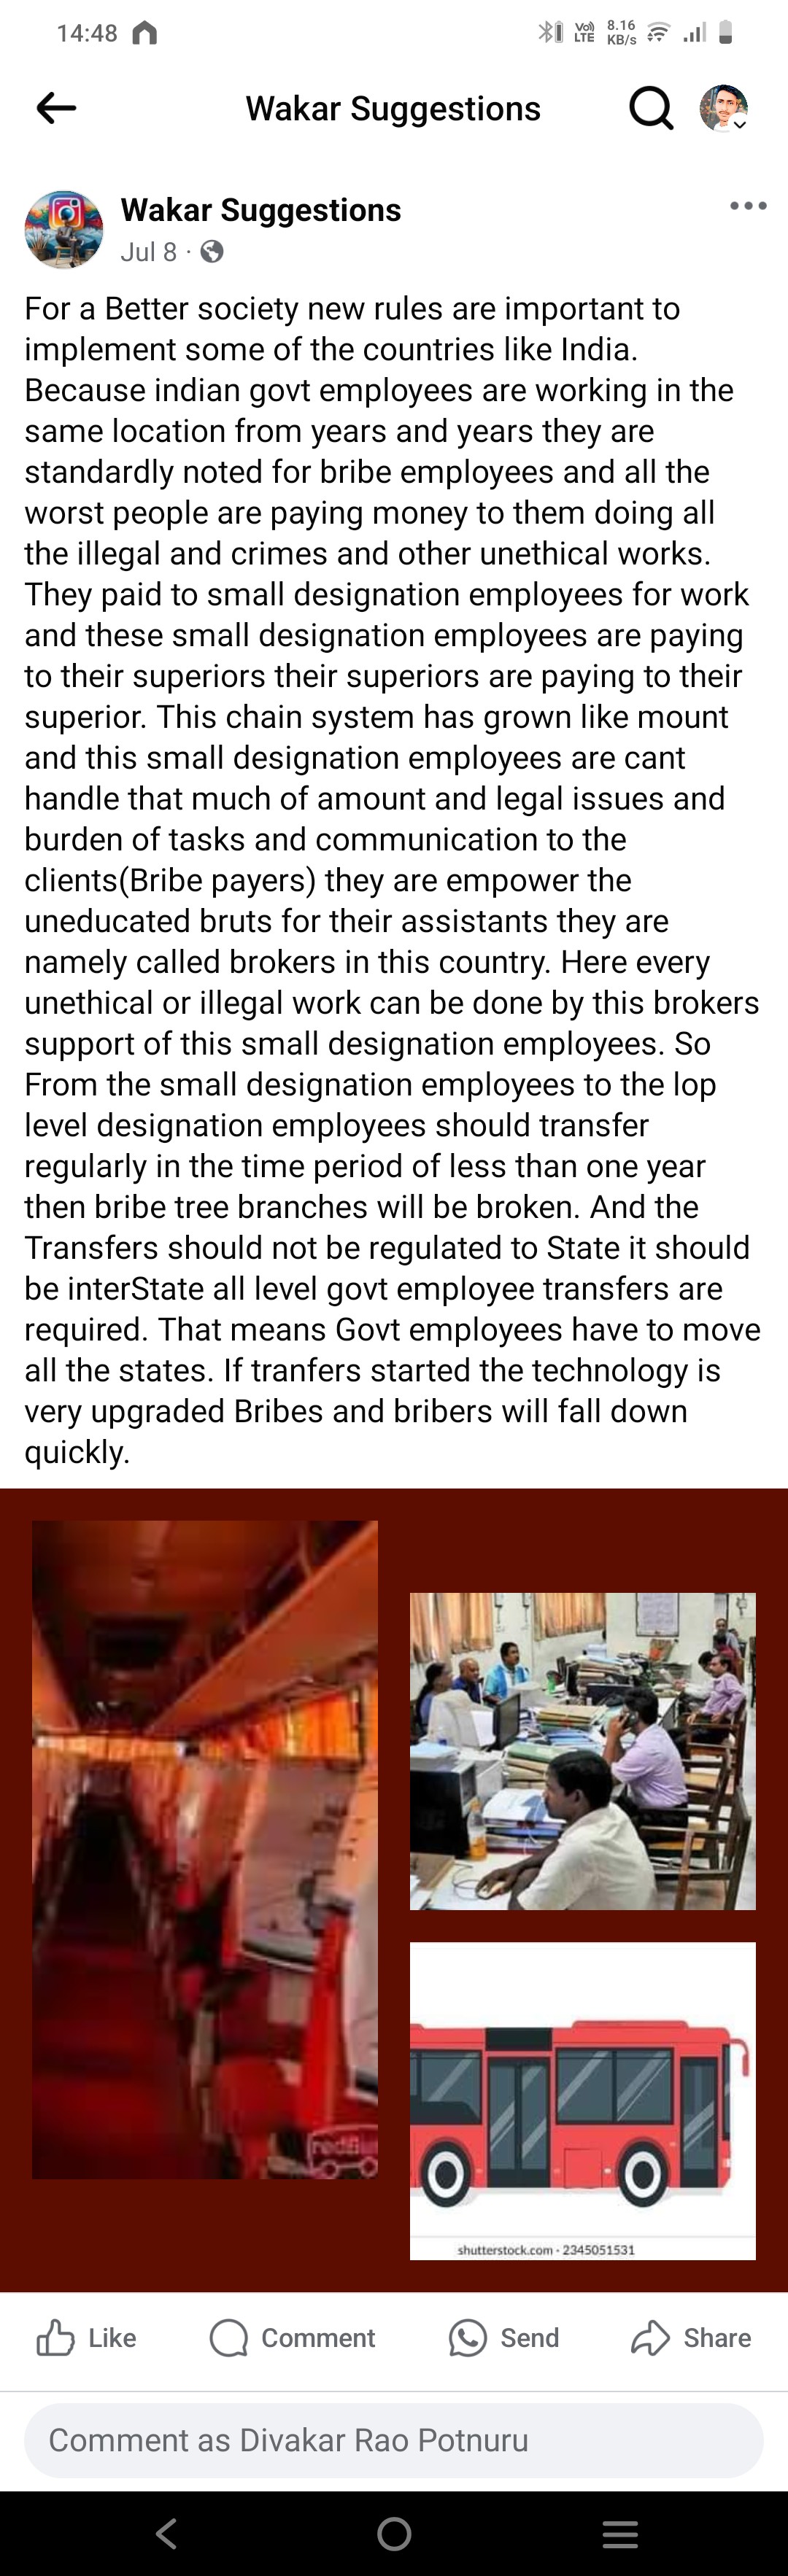 14:48
Vo)) LTE 8.16 KB/s
Wakar Suggestions
Wakar Suggestions
Jul 8 ·
For a Better society new rules are important to
implement some of the countries like India.
Because indian govt employees are working in the
same location from years and years they are
standardly noted for bribe employees and all the
worst people are paying money to them doing all
the illegal and crimes and other unethical works.
They paid to small designation employees for work
and these small designation employees are paying
to their superiors their superiors are paying to their
superior. This chain system has grown like mount
and this small designation employees are cant
handle that much of amount and legal issues and
burden of tasks and communication to the
clients(Bribe payers) they are empower the
uneducated bruts for their assistants they are
namely called brokers in this country. Here every
unethical or illegal work can be done by this brokers
support of this small designation employees. So
From the small designation employees to the lop
level designation employees should transfer
regularly in the time period of less than one year
then bribe tree branches will be broken. And the
Transfers should not be regulated to State it should
be interState all level govt employee transfers are
required. That means Govt employees have to move
all the states. If tranfers started the technology is
very upgraded Bribes and bribers will fall down
quickly.
redBus
shutterstock.com · 2345051531
Like Comment Send Share
Comment as Divakar Rao Potnuru